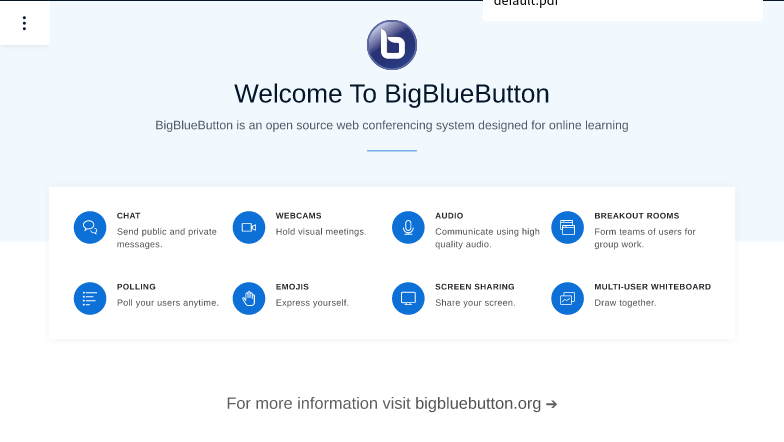 default.pdf
Welcome To BigBlueButton
BigBlueButton is an open source web conferencing system designed for online learning
CHAT
Send public and private
messages.
WEBCAMS
Hold visual meetings.
AUDIO
Communicate using high
quality audio.
BREAKOUT ROOMS
Form teams of users for
group work.
POLLING
Poll your users anytime.
EMOJIS
Express yourself.
SCREEN SHARING
Share your screen.
MULTI-USER WHITEBOARD
Draw together.
For more information visit bigbluebutton.org ➔